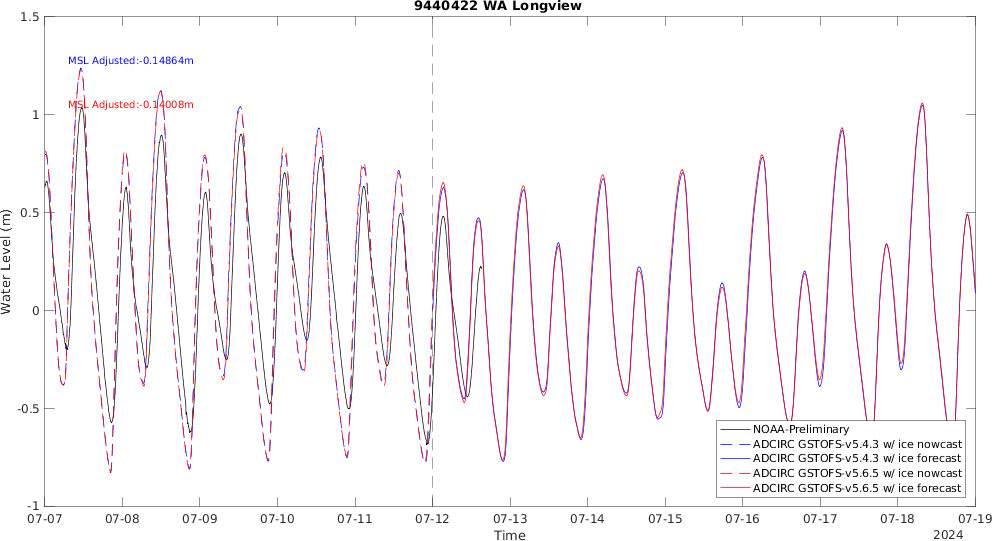 9440422 WA Longview
1.5
1
0.5
0
-0.5
-1
Water Level (m)
MSL Adjusted:-0.14864m
MSL Adjusted:-0.14008m
NOAA-Preliminary
ADCIRC GSTOFS-v5.4.3 w/ ice nowcast
ADCIRC GSTOFS-v5.4.3 w/ ice forecast
ADCIRC GSTOFS-v5.6.5 w/ ice nowcast
ADCIRC GSTOFS-v5.6.5 w/ ice forecast
07-07 07-08 07-09 07-10 07-11 07-12 07-13 07-14 07-15 07-16 07-17 07-18 07-19
Time
2024